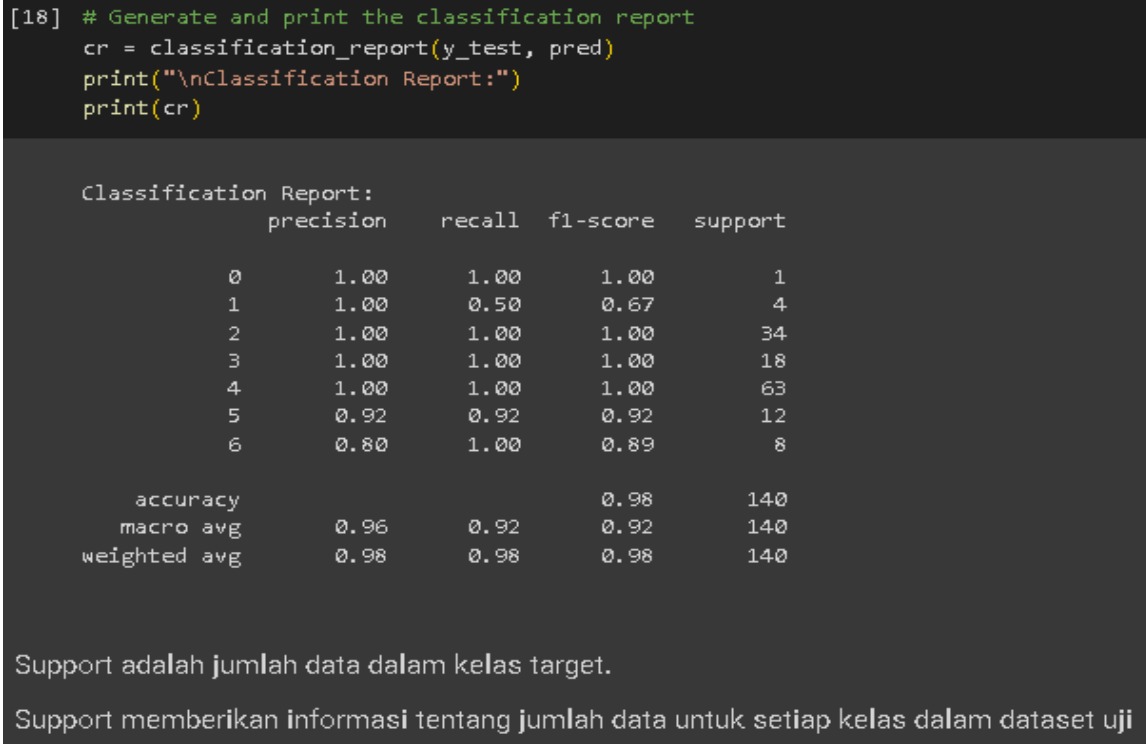 [18] # Generate and print the classification report
cr = classification_report(y_test, pred)
print("\nClassification Report:")
print(cr)
Classification Report:
precision recall f1-score support
0 1.00 1.00 1.00 1
1 1.00 0.50 0.67 4
2 1.00 1.00 1.00 34
3 1.00 1.00 1.00 18
4 1.00 1.00 1.00 63
5 0.92 0.92 0.92 12
6 0.80 1.00 0.89 8
accuracy 0.98 140
macro avg 0.96 0.92 0.92 140
weighted avg 0.98 0.98 0.98 140
Support adalah jumlah data dalam kelas target.
Support memberikan informasi tentang jumlah data untuk setiap kelas dalam dataset uji